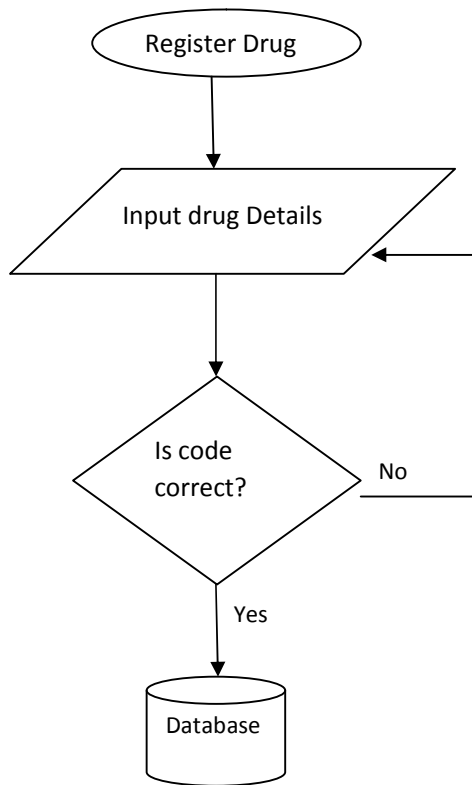 Register Drug
Input drug Details
Is code
correct?
No
Yes
Database